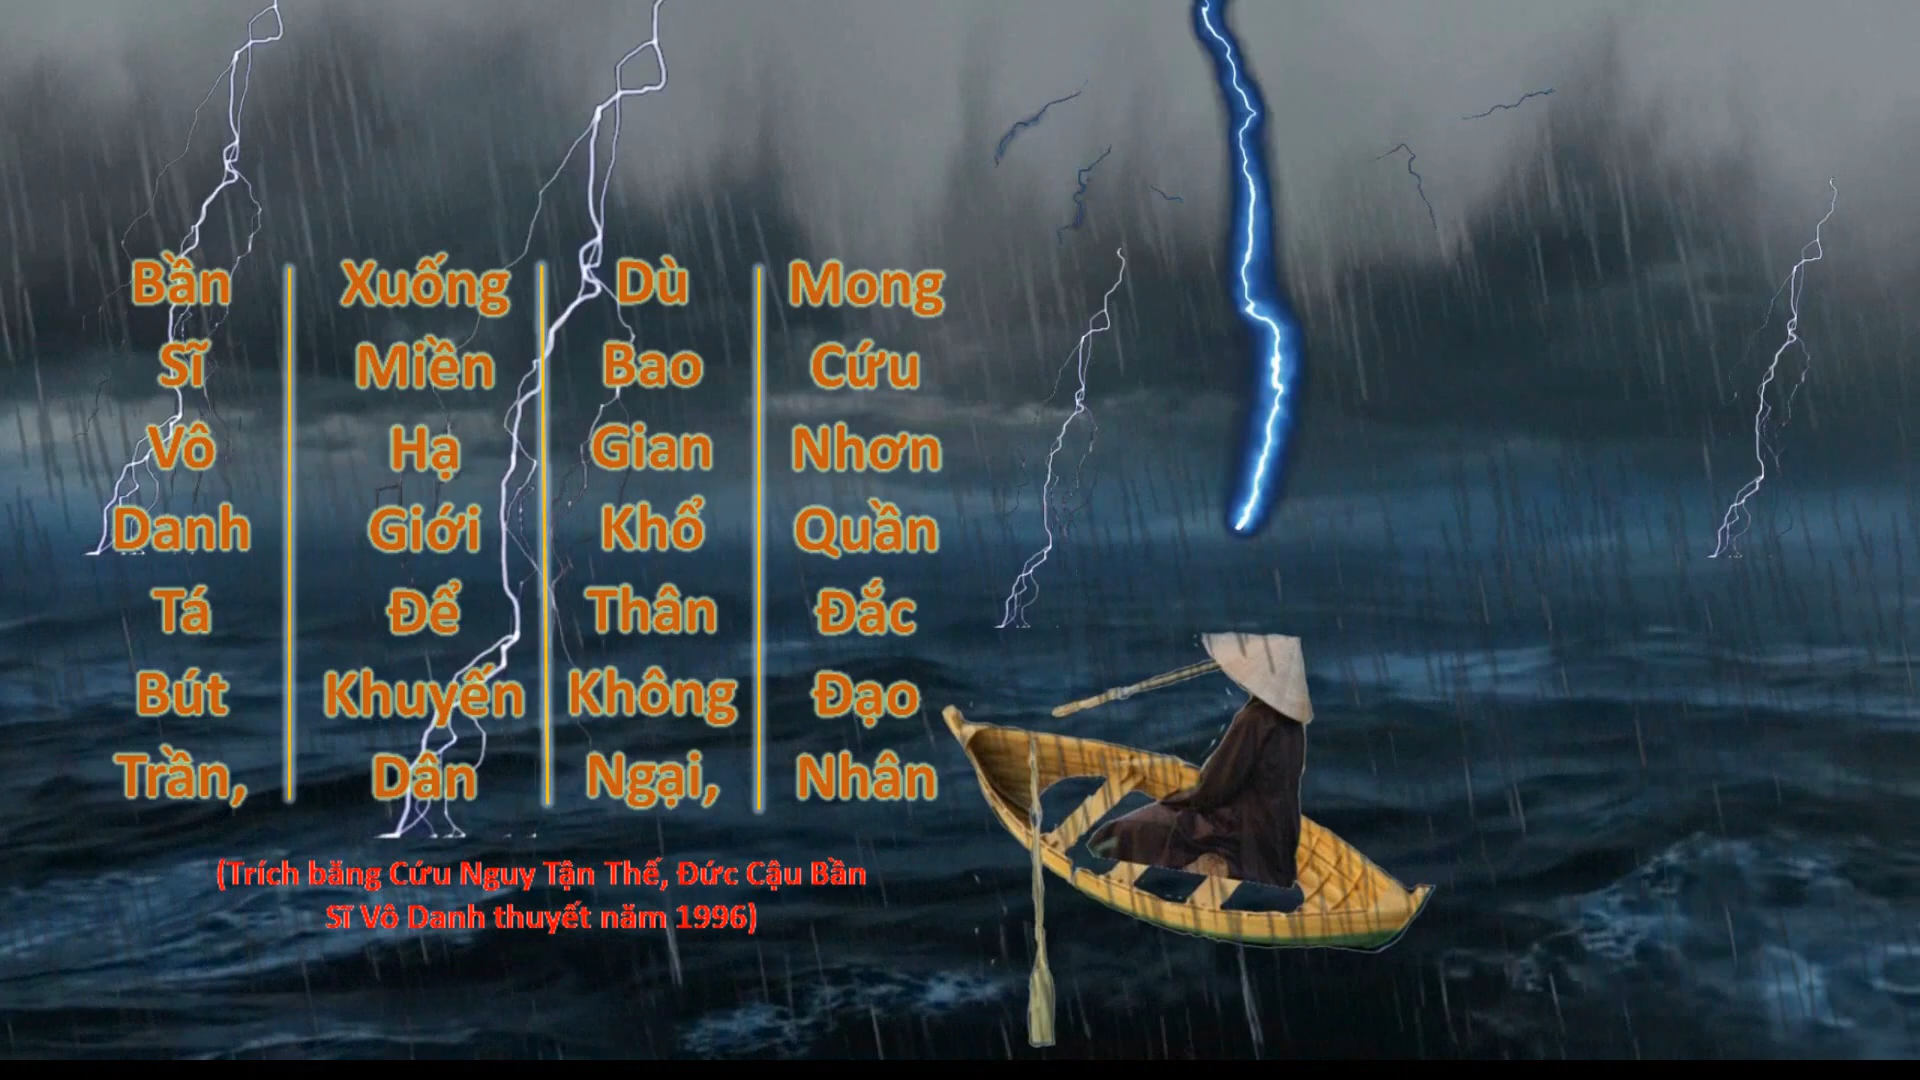 Bần Sĩ Vô Danh Tá Bút Trần,
Xuống Miền Hạ Giới Để Khuyến Dân
Dù Bao Gian Khổ Thân Không Ngại,
Mong Cứu Nhơn Quần Đắc Đạo Nhân
(Trích băng Cứu Nguy Tận Thế, Đức Cậu Bần
Sĩ Vô Danh thuyết năm 1996)